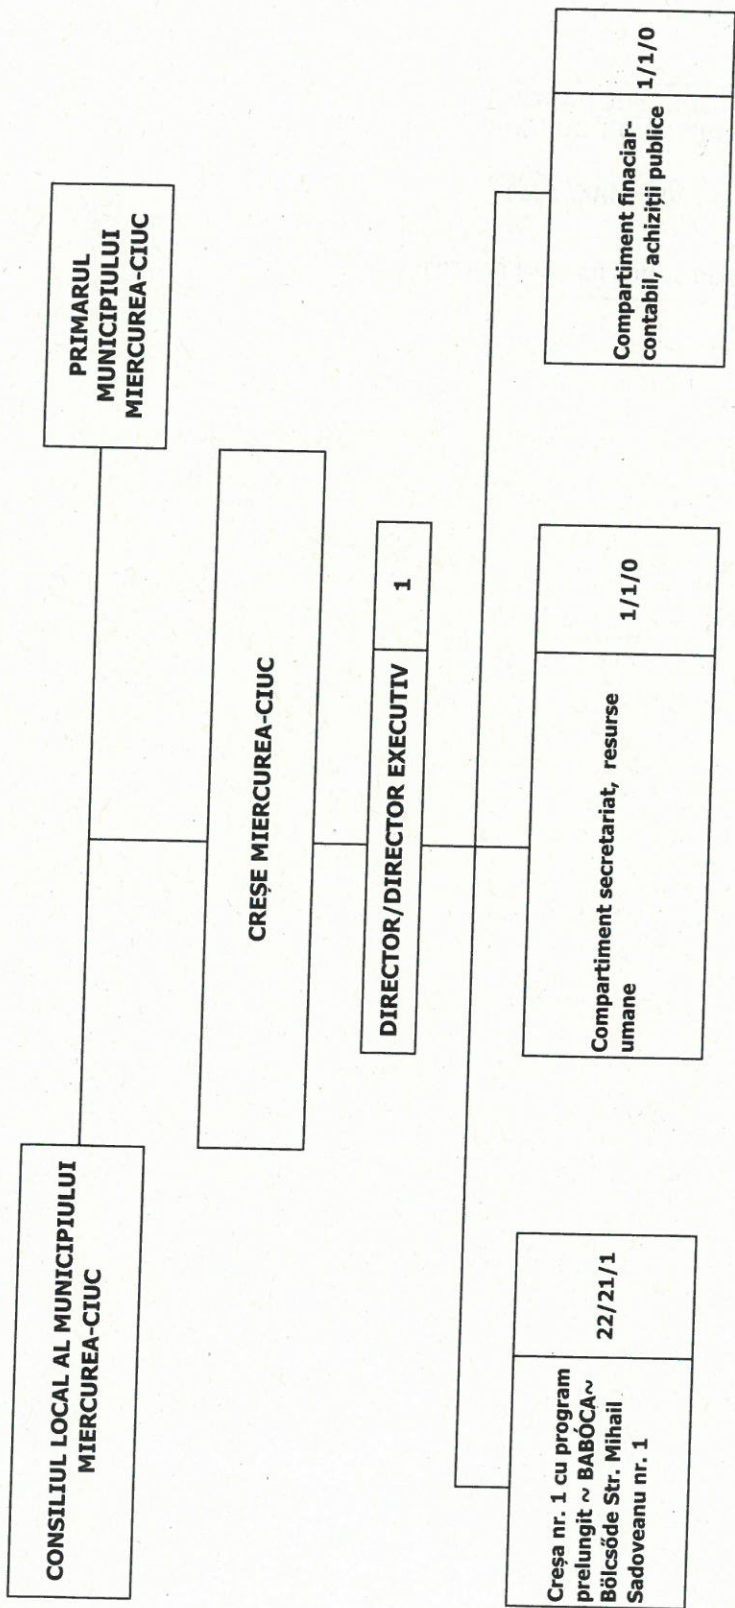 CONSILIUL LOCAL AL MUNICIPIULUI
MIERCUREA-CIUC
PRIMARUL
MUNICIPIULUI
MIERCUREA-CIUC
CREȘE MIERCUREA-CIUC
DIRECTOR/DIRECTOR EXECUTIV
1
Creșa nr. 1 cu program
prelungit ~ BABÓCA~
Bölcsőde Str. Mihail
Sadoveanu nr. 1
22/21/1
Compartiment secretariat, resurse
umane
1/1/0
Compartiment finaciar-
contabil, achiziții publice
1/1/0